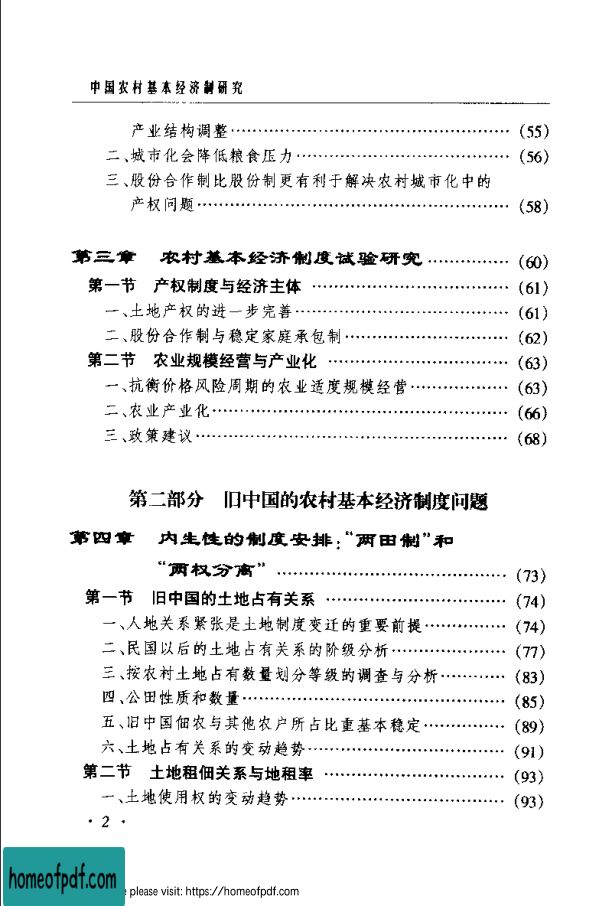 中国农村基本经济制研究
产业结构调整……………………………………… (55)
二、城市化会降低粮食压力……………………………… (56)
三、股份合作制比股份制更有利于解决农村城市化中的
产权问题……………………………………………… (58)
第三章 农村基本经济制度试验研究…………… (60)
第一节 产权制度与经济主体 ………………………… (61)
一、土地产权的进一步完善……………………………… (61)
二、股份合作制与稳定家庭承包制……………………… (62)
第二节 农业规模经营与产业化 ……………………… (63)
一、抗衡价格风险周期的农业适度规模经营…………… (63)
二、农业产业化…………………………………………… (66)
三、政策建议……………………………………………… (68)
第二部分 旧中国的农村基本经济制度问题
第四章 内生性的制度安排：“两田制”和
“两权分离” ……………………………… (73)
第一节 旧中国的土地占有关系 ……………………… (74)
一、人地关系紧张是土地制度变迁的重要前提………… (74)
二、民国以后的土地占有关系的阶级分析……………… (77)
三、按农村土地占有数量划分等级的调查与分析……… (83)
四、公田性质和数量……………………………………… (85)
五、旧中国佃农与其他农户所占比重基本稳定………… (89)
六、土地占有关系的变动趋势…………………………… (91)
第二节 土地租佃关系与地租率 ……………………… (93)
一、土地使用权的变动趋势……………………………… (93)
· 2 ·
homeofpdf.com
e please visit: https://homeofpdf.com